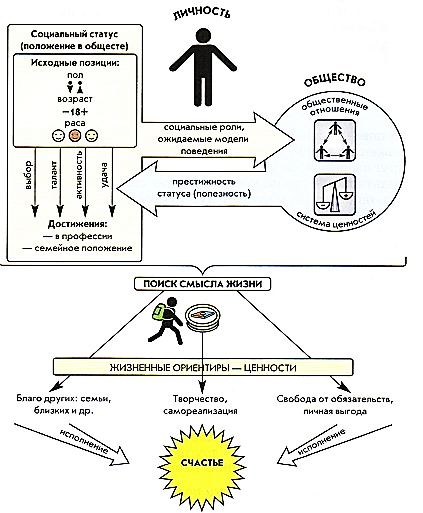 ЛИЧНОСТЬ
Социальный статус
(положение в обществе)
Исходные позиции:
пол
возраст
–18+
раса
выбор
талант
активность
удача
Достижения:
— в профессии
— семейное положение
социальные роли,
ожидаемые модели
поведения
престижность
статуса (полезность)
ОБЩЕСТВО
общественные
отношения
система ценностей
ПОИСК СМЫСЛА ЖИЗНИ
ЖИЗНЕННЫЕ ОРИЕНТИРЫ — ЦЕННОСТИ
Благо других: семьи,
близких и др.
Творчество,
самореализация
Свобода от обязательств,
личная выгода
исполнение
исполнение
СЧАСТЬЕ